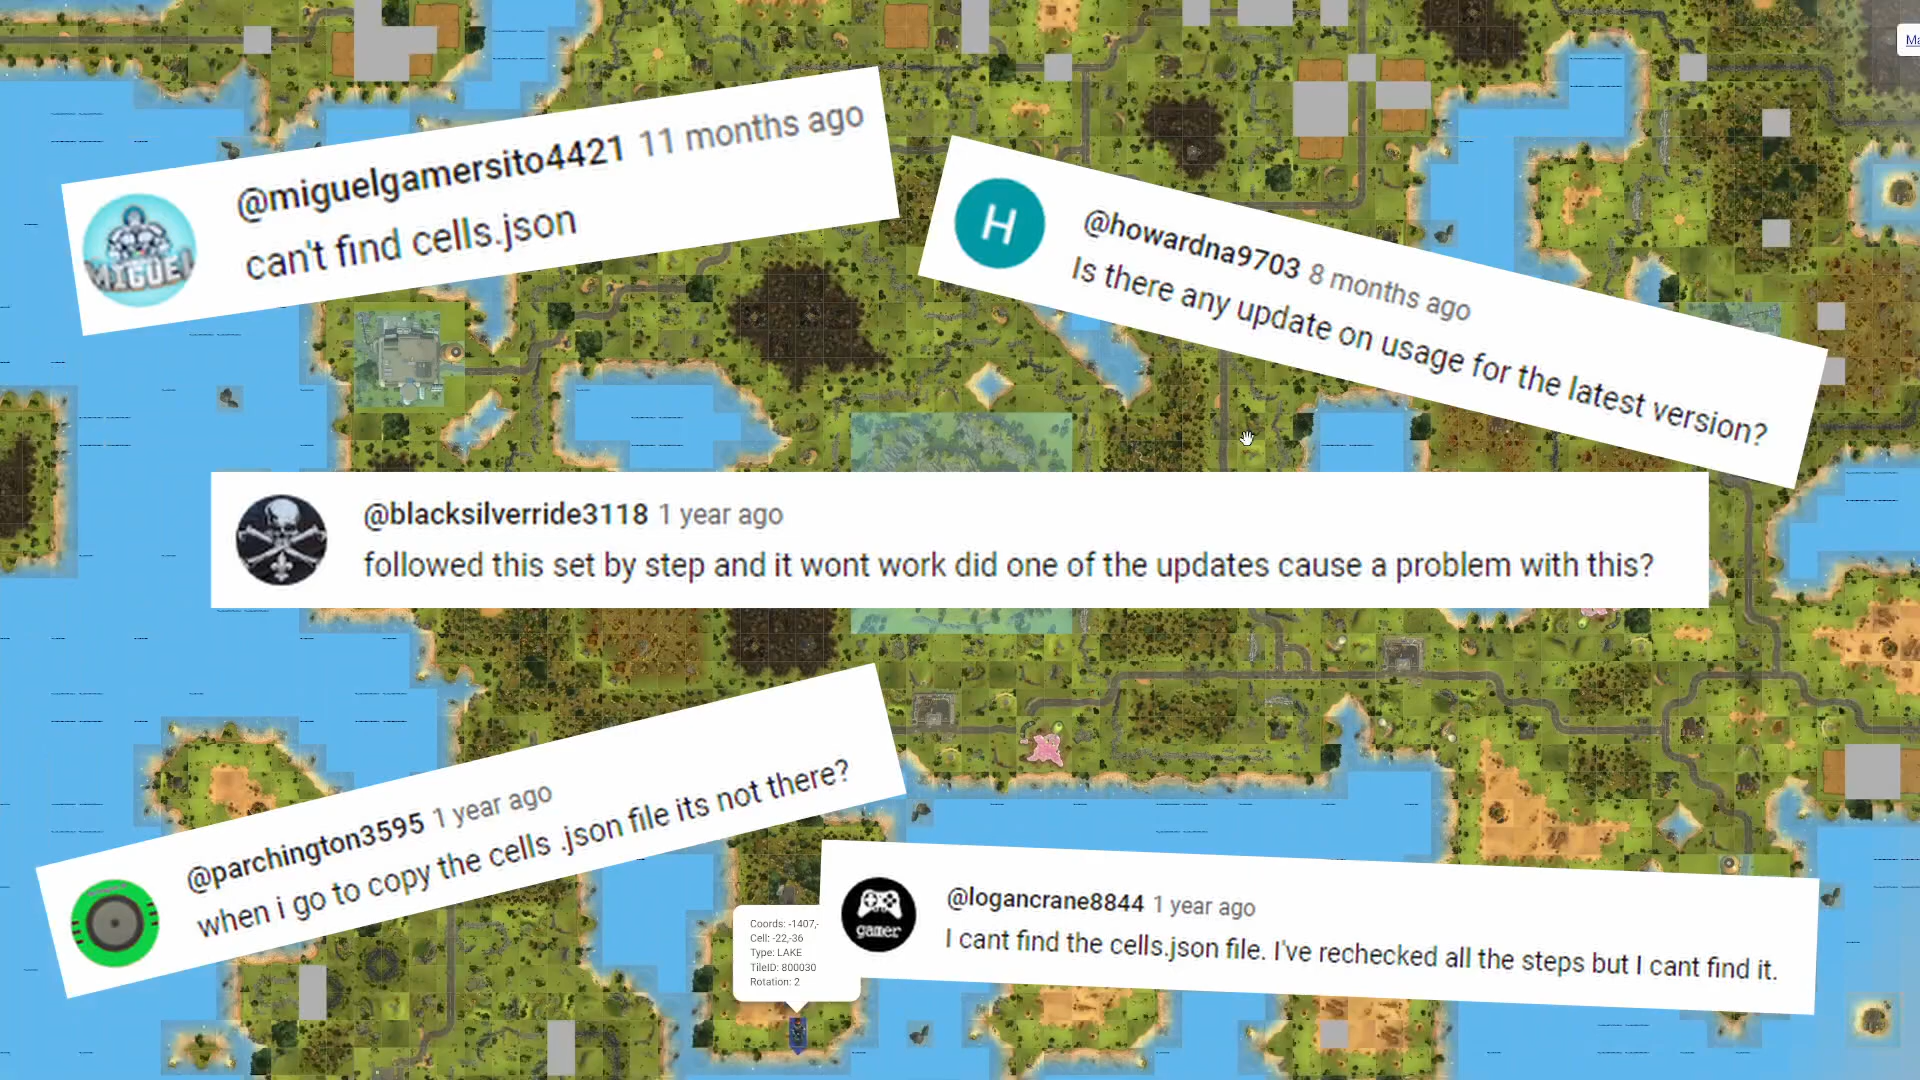 Ma
@miguelgamersito4421 11 months ago
can't find cells.json
MIGUEL
H
@howardna9703 8 months ago
Is there any update on usage for the latest version?
@blacksilverride3118 1 year ago
followed this set by step and it wont work did one of the updates cause a problem with this?
@parchington3595 1 year ago
when i go to copy the cells .json file its not there?
Coords: -1407,-
Cell: -22,-36
Type: LAKE
TileID: 800030
Rotation: 2
gamer
@logancrane8844 1 year ago
I cant find the cells.json file. I've rechecked all the steps but I cant find it.